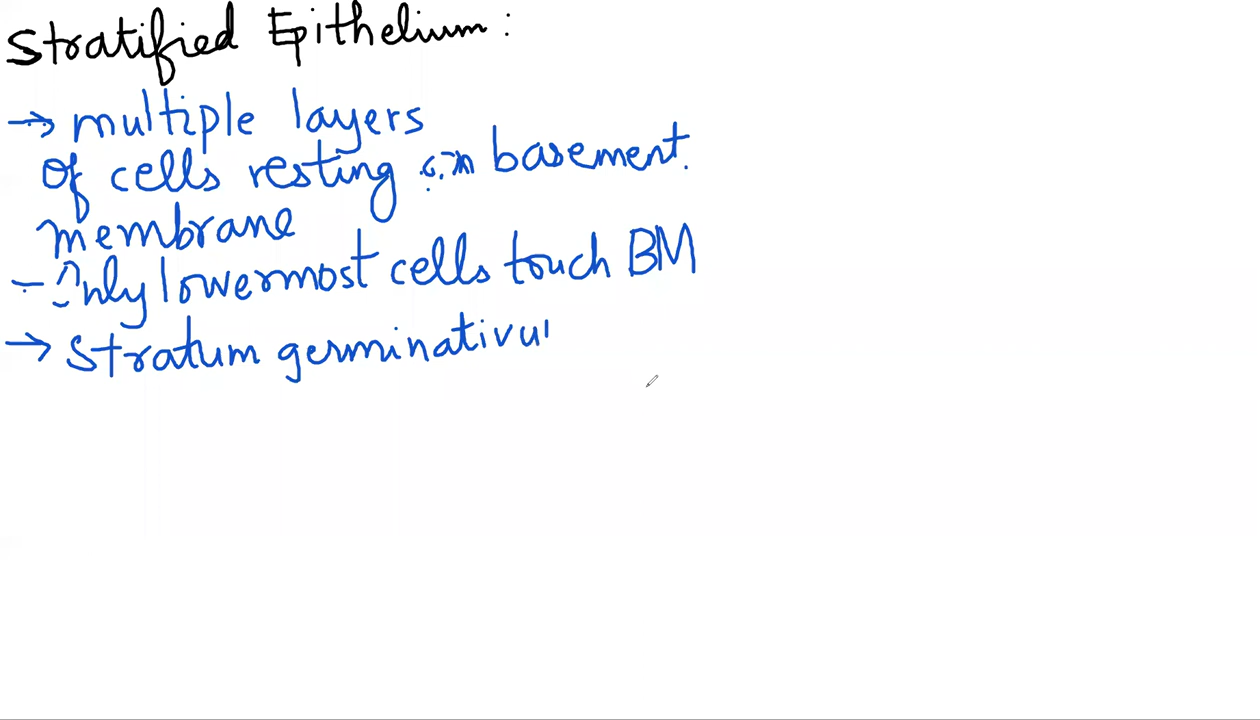 Stratified Epithelium :
→ multiple layers
of cells resting on basement
membrane
- Only lowermost cells touch BM
→ Stratum germinativu